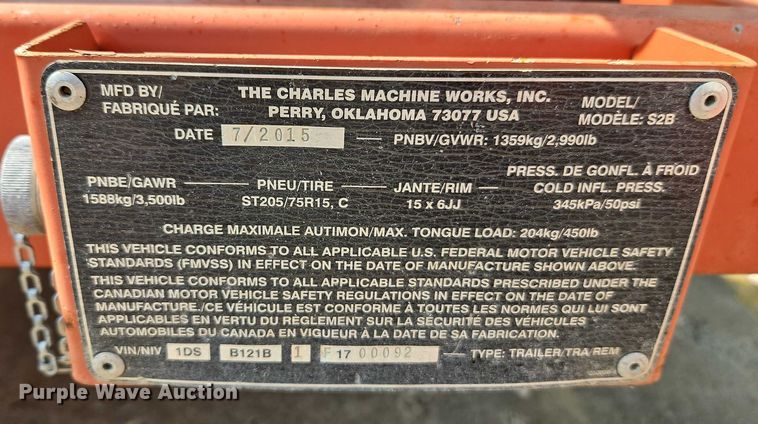 MFD BY/ THE CHARLES MACHINE WORKS, INC. MODEL/
FABRIQUÉ PAR: PERRY, OKLAHOMA 73077 USA MODÈLE: S2B
DATE 7/2015 PNBV/GVWR: 1359kg/2,990lb
PRESS. DE GONFL. À FROID
PNBE/GAWR PNEU/TIRE JANTE/RIM COLD INFL. PRESS.
1588kg/3,500lb ST205/75R15, C 15 x 6JJ 345kPa/50psi
CHARGE MAXIMALE AUTIMON/MAX. TONGUE LOAD: 204kg/450lb
THIS VEHICLE CONFORMS TO ALL APPLICABLE U.S. FEDERAL MOTOR VEHICLE SAFETY
STANDARDS (FMVSS) IN EFFECT ON THE DATE OF MANUFACTURE SHOWN ABOVE.
THIS VEHICLE CONFORMS TO ALL APPLICABLE STANDARDS PRESCRIBED UNDER THE
CANADIAN MOTOR VEHICLE SAFETY REGULATIONS IN EFFECT ON THE DATE OF
MANUFACTURE./CE VÉHICULE EST CONFORME À TOUTES LES NORMES QUI LUI SONT
APPLICABLES EN VERTU DU RÈGLEMENT SUR LA SÉCURITÉ DES VÉHICULES
AUTOMOBILES DU CANADA EN VIGUEUR À LA DATE DE SA FABRICATION.
VIN/NIV 1DS B121B 1 F 17 00092 TYPE: TRAILER/TRA/REM
Purple Wave Auction